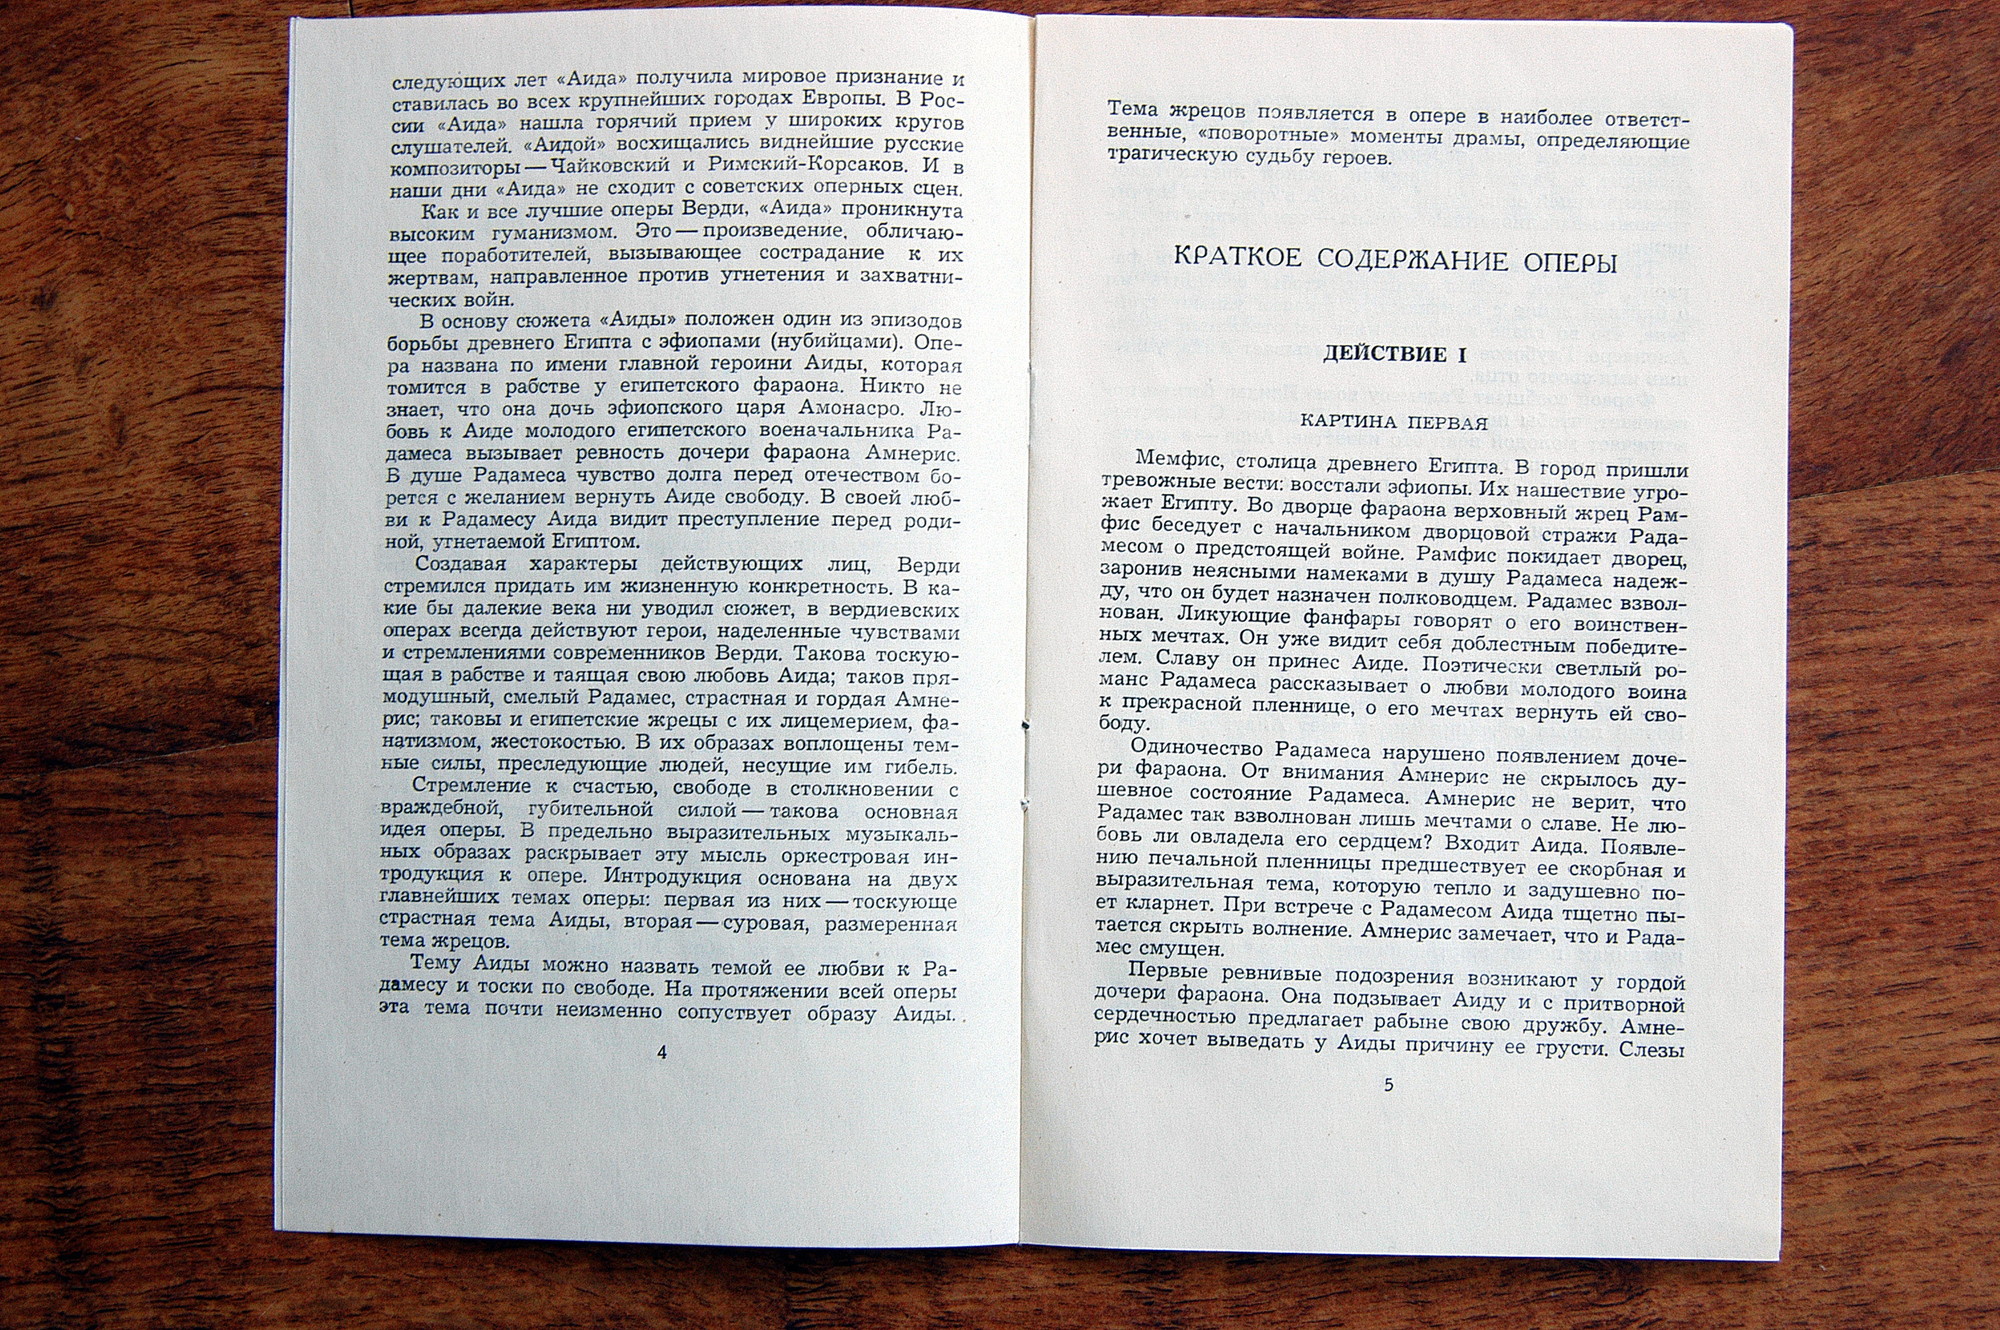 следующих лет «Аида» получила мировое признание и
ставилась во всех крупнейших городах Европы. В Рос-
сии «Аида» нашла горячий прием у широких кругов
слушателей. «Аидой» восхищались виднейшие русские
композиторы — Чайковский и Римский-Корсаков. И в
наши дни «Аида» не сходит с советских оперных сцен.
Как и все лучшие оперы Верди, «Аида» проникнута
высоким гуманизмом. Это — произведение, обличаю-
щее поработителей, вызывающее сострадание к их
жертвам, направленное против угнетения и захватни-
ческих войн.
В основу сюжета «Аиды» положен один из эпизодов
борьбы древнего Египта с эфиопами (нубийцами). Опе-
ра названа по имени главной героини Аиды, которая
томится в рабстве у египетского фараона. Никто не
знает, что она дочь эфиопского царя Амонасро. Лю-
бовь к Аиде молодого египетского военачальника Ра-
дамеса вызывает ревность дочери фараона Амнерис.
В душе Радамеса чувство долга перед отечеством бо-
рется с желанием вернуть Аиде свободу. В своей люб-
ви к Радамесу Аида видит преступление перед роди-
ной, угнетаемой Египтом.
Создавая характеры действующих лиц, Верди
стремился придать им жизненную конкретность. В ка-
кие бы далекие века ни уводил сюжет, в вердиевских
операх всегда действуют герои, наделенные чувствами
и стремлениями современников Верди. Такова тоскую-
щая в рабстве и таящая свою любовь Аида; таков пря-
модушный, смелый Радамес, страстная и гордая Амне-
рис; таковы и египетские жрецы с их лицемерием, фа-
натизмом, жестокостью. В их образах воплощены тем-
ные силы, преследующие людей, несущие им гибель.
Стремление к счастью, свободе в столкновении с
враждебной, губительной силой — такова основная
идея оперы. В предельно выразительных музыкаль-
ных образах раскрывает эту мысль оркестровая ин-
тродукция к опере. Интродукция основана на двух
главнейших темах оперы: первая из них — тоскующе
страстная тема Аиды, вторая — суровая, размеренная
тема жрецов.
Тему Аиды можно назвать темой ее любви к Ра-
дамесу и тоски по свободе. На протяжении всей оперы
эта тема почти неизменно сопуствует образу Аиды.
4
Тема жрецов появляется в опере в наиболее ответст-
венные, «поворотные» моменты драмы, определяющие
трагическую судьбу героев.
КРАТКОЕ СОДЕРЖАНИЕ ОПЕРЫ
ДЕЙСТВИЕ I
КАРТИНА ПЕРВАЯ
Мемфис, столица древнего Египта. В город пришли
тревожные вести: восстали эфиопы. Их нашествие угро-
жает Египту. Во дворце фараона верховный жрец Рам-
фис беседует с начальником дворцовой стражи Рада-
месом о предстоящей войне. Рамфис покидает дворец,
заронив неясными намеками в душу Радамеса надеж-
ду, что он будет назначен полководцем. Радамес взвол-
нован. Ликующие фанфары говорят о его воинствен-
ных мечтах. Он уже видит себя доблестным победите-
лем. Славу он принес Аиде. Поэтически светлый ро-
манс Радамеса рассказывает о любви молодого воина
к прекрасной пленнице, о его мечтах вернуть ей сво-
боду.
Одиночество Радамеса нарушено появлением доче-
ри фараона. От внимания Амнерис не скрылось ду-
шевное состояние Радамеса. Амнерис не верит, что
Радамес так взволнован лишь мечтами о славе. Не лю-
бовь ли овладела его сердцем? Входит Аида. Появле-
нию печальной пленницы предшествует ее скорбная и
выразительная тема, которую тепло и задушевно по-
ет кларнет. При встрече с Радамесом Аида тщетно пы-
тается скрыть волнение. Амнерис замечает, что и Рада-
мес смущен.
Первые ревнивые подозрения возникают у гордой
дочери фараона. Она подзывает Аиду и с притворной
сердечностью предлагает рабыне свою дружбу. Амне-
рис хочет выведать у Аиды причину ее грусти. Слезы
5